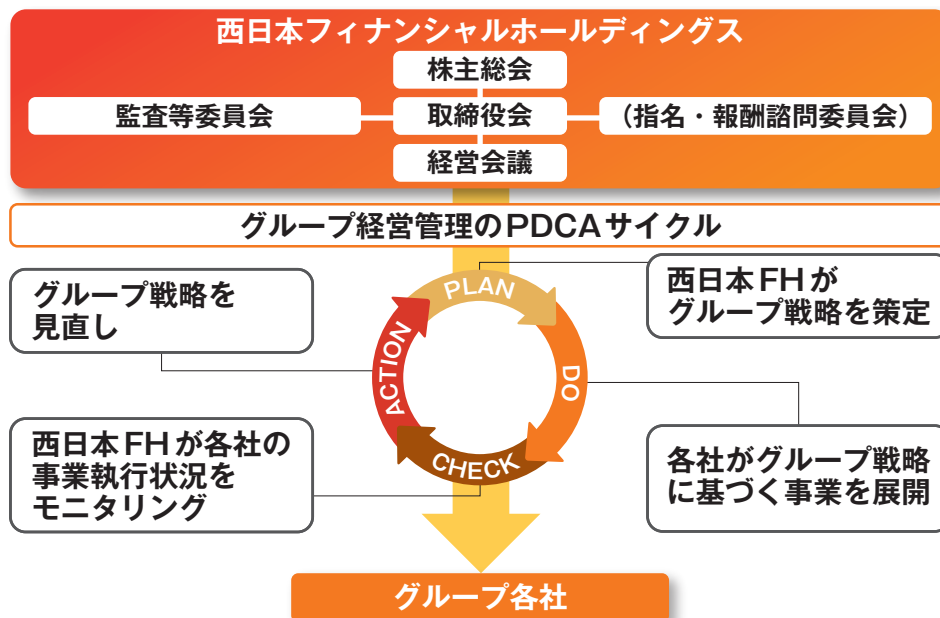 西日本フィナンシャルホールディングス
株主総会
監査等委員会
取締役会
（指名・報酬諮問委員会）
経営会議
グループ経営管理のPDCAサイクル
グループ戦略を
見直し
西日本FHが
グループ戦略を策定
PLAN
DO
CHECK
ACTION
西日本FHが各社の
事業執行状況を
モニタリング
各社がグループ戦略
に基づく事業を展開
グループ各社